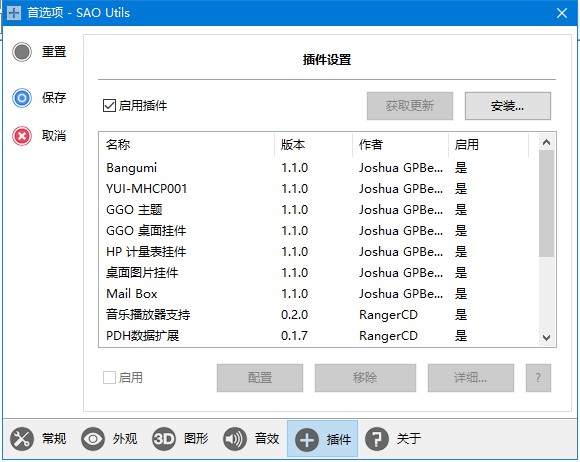 首选项 - SAO Utils
重置
保存
取消
插件设置
启用插件 获取更新 安装...
名称 版本 作者 启用
Bangumi 1.1.0 Joshua GPBe... 是
YUI-MHCP001 1.1.0 Joshua GPBe... 是
GGO 主题 1.1.0 Joshua GPBe... 是
GGO 桌面挂件 1.1.0 Joshua GPBe... 是
HP 计量表挂件 1.1.0 Joshua GPBe... 是
桌面图片挂件 1.1.0 Joshua GPBe... 是
Mail Box 1.1.0 Joshua GPBe... 是
音乐播放器支持 0.2.0 RangerCD 是
PDH数据扩展 0.1.7 RangerCD 是
启用 配置 移除 详细... ?
常规 外观 3D 图形 音效 插件 ? 关于